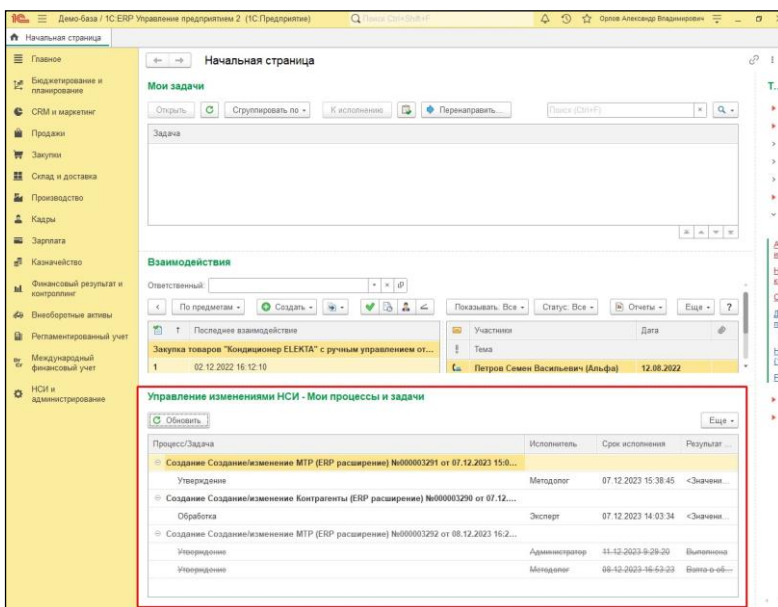 Демо-база / 1С:ERP Управление предприятием 2 (1С:Предприятие)
Поиск Ctrl+Shift+F
Орлов Александр Владимирович
Начальная страница
Главное
Бюджетирование и
планирование
CRM и маркетинг
Продажи
Закупки
Склад и доставка
Производство
Кадры
Зарплата
Казначейство
Финансовый результат и
контроллинг
Внеоборотные активы
Регламентированный учет
Международный
финансовый учет
НСИ и
администрирование
Начальная страница
Мои задачи
Открыть Сгруппировать по К исполнению Перенаправить... Поиск (Ctrl+F)
Задача
Взаимодействия
Ответственный:
По предметам Создать Показывать: Все Статус: Все Отчеты Еще ?
Последнее взаимодействие
Закупка товаров "Кондиционер ELEKTA" с ручным управлением от...
1 02.12.2022 16:12:10
Участники Дата
Тема
Петров Семен Васильевич (Альфа) 12.08.2022
Управление изменениями НСИ - Мои процессы и задачи
Обновить Еще
Процесс/Задача Исполнитель Срок исполнения Результат ...
Создание Создание/изменение МТР (ERP расширение) №000003291 от 07.12.2023 15:0...
Утверждение Методолог 07.12.2023 15:38:45 <Значени...
Создание Создание/изменение Контрагенты (ERP расширение) №000003290 от 07.12....
Обработка Эксперт 07.12.2023 14:03:34 <Значени...
Создание Создание/изменение МТР (ERP расширение) №000003292 от 08.12.2023 16:2...
Утверждение Администратор 11.12.2023 9:29:20 Выполнена
Утверждение Методолог 08.12.2023 16:53:23 Взята в об...
Т...